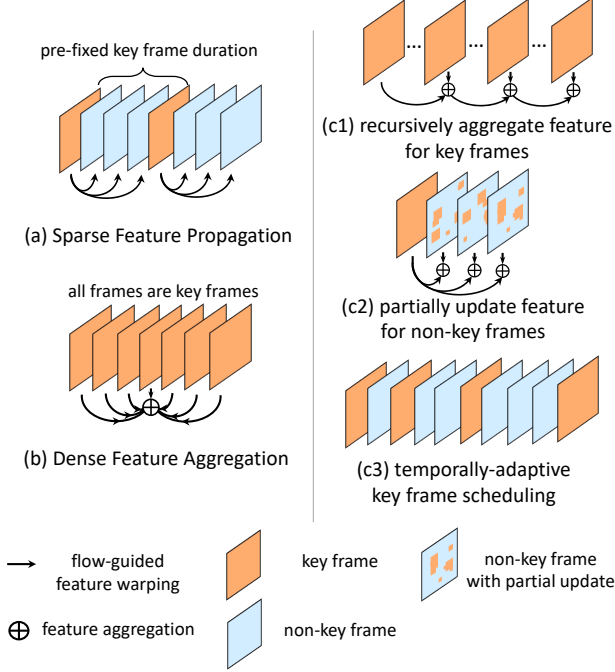 pre-fixed key frame duration
(a) Sparse Feature Propagation
all frames are key frames
(b) Dense Feature Aggregation
... ... ...
(c1) recursively aggregate feature
for key frames
(c2) partially update feature
for non-key frames
(c3) temporally-adaptive
key frame scheduling
flow-guided
feature warping
key frame
non-key frame
with partial update
feature aggregation
non-key frame